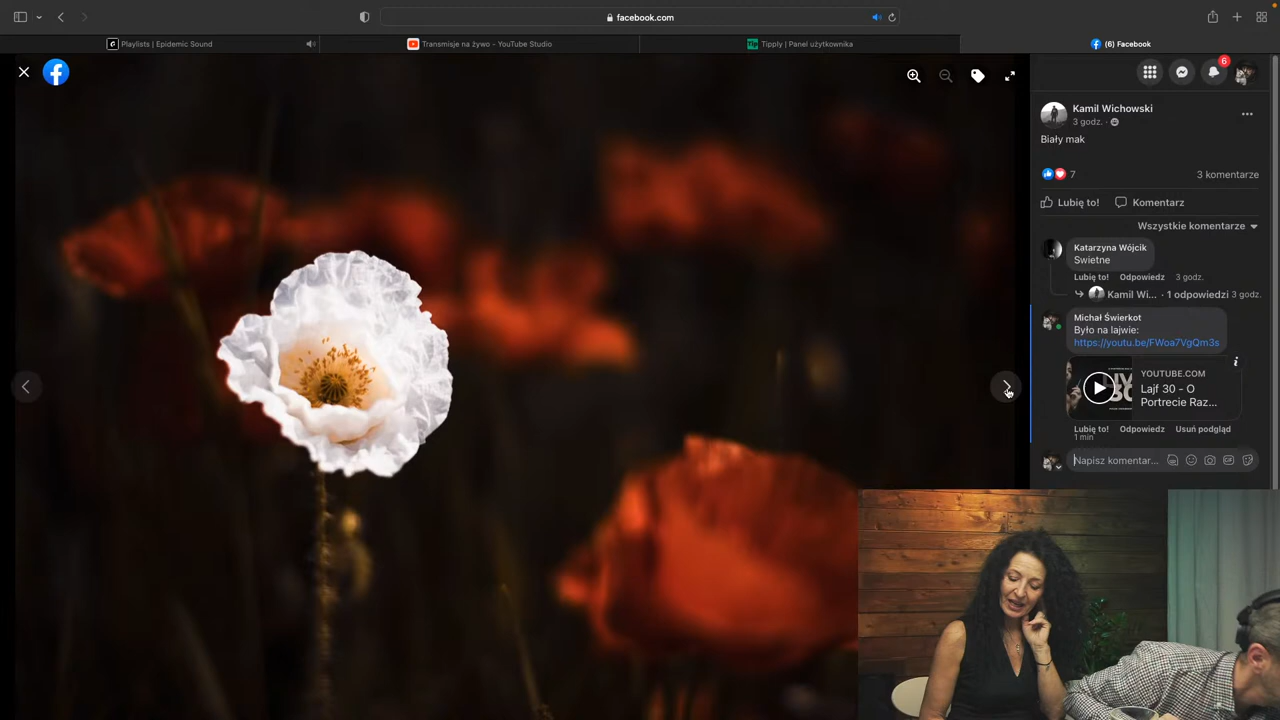 facebook.com
Playlists | Epidemic Sound
Transmisje na żywo - YouTube Studio
Tip
Tipply | Panel użytkownika
(6) Facebook
6
Kamil Wichowski
3 godz.
Biały mak
7
3 komentarze
Lubię to!
Komentarz
Wszystkie komentarze
Katarzyna Wójcik
Swietne
Lubię to! Odpowiedz 3 godz.
Kamil Wi... · 1 odpowiedzi 3 godz.
Michał Świerkot
Było na lajwie:
https://youtu.be/FWoa7VgQm3s
YOUTUBE.COM
Lajf 30 - O
Portrecie Raz...
Lubię to! Odpowiedz Usuń podgląd
1 min
Napisz komentar...
GIF